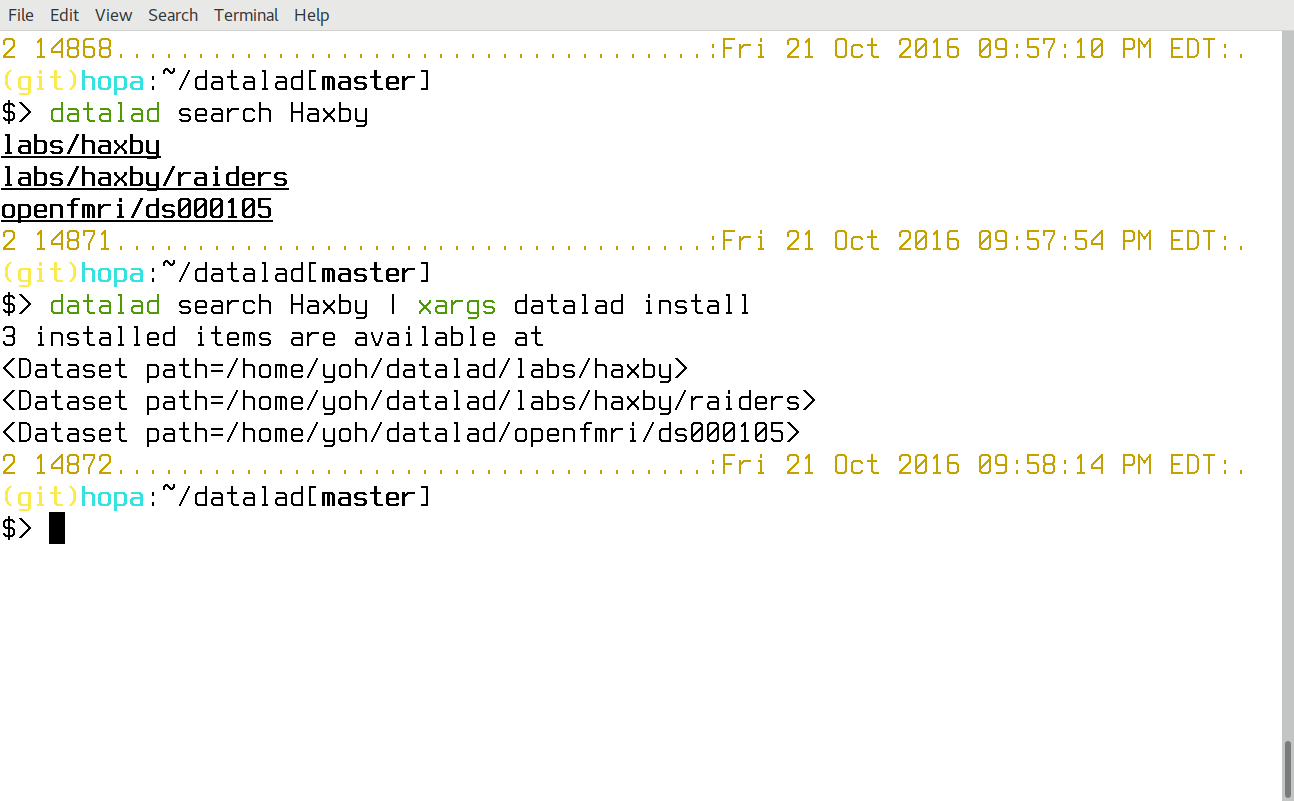 File Edit View Search Terminal Help
2 14868.....................................:Fri 21 Oct 2016 09:57:10 PM EDT:.
(git)hopa:~/datalad[master]
$> datalad search Haxby
labs/haxby
labs/haxby/raiders
openfmri/ds000105
2 14871.....................................:Fri 21 Oct 2016 09:57:54 PM EDT:.
(git)hopa:~/datalad[master]
$> datalad search Haxby | xargs datalad install
3 installed items are available at
<Dataset path=/home/yoh/datalad/labs/haxby>
<Dataset path=/home/yoh/datalad/labs/haxby/raiders>
<Dataset path=/home/yoh/datalad/openfmri/ds000105>
2 14872.....................................:Fri 21 Oct 2016 09:58:14 PM EDT:.
(git)hopa:~/datalad[master]
$>